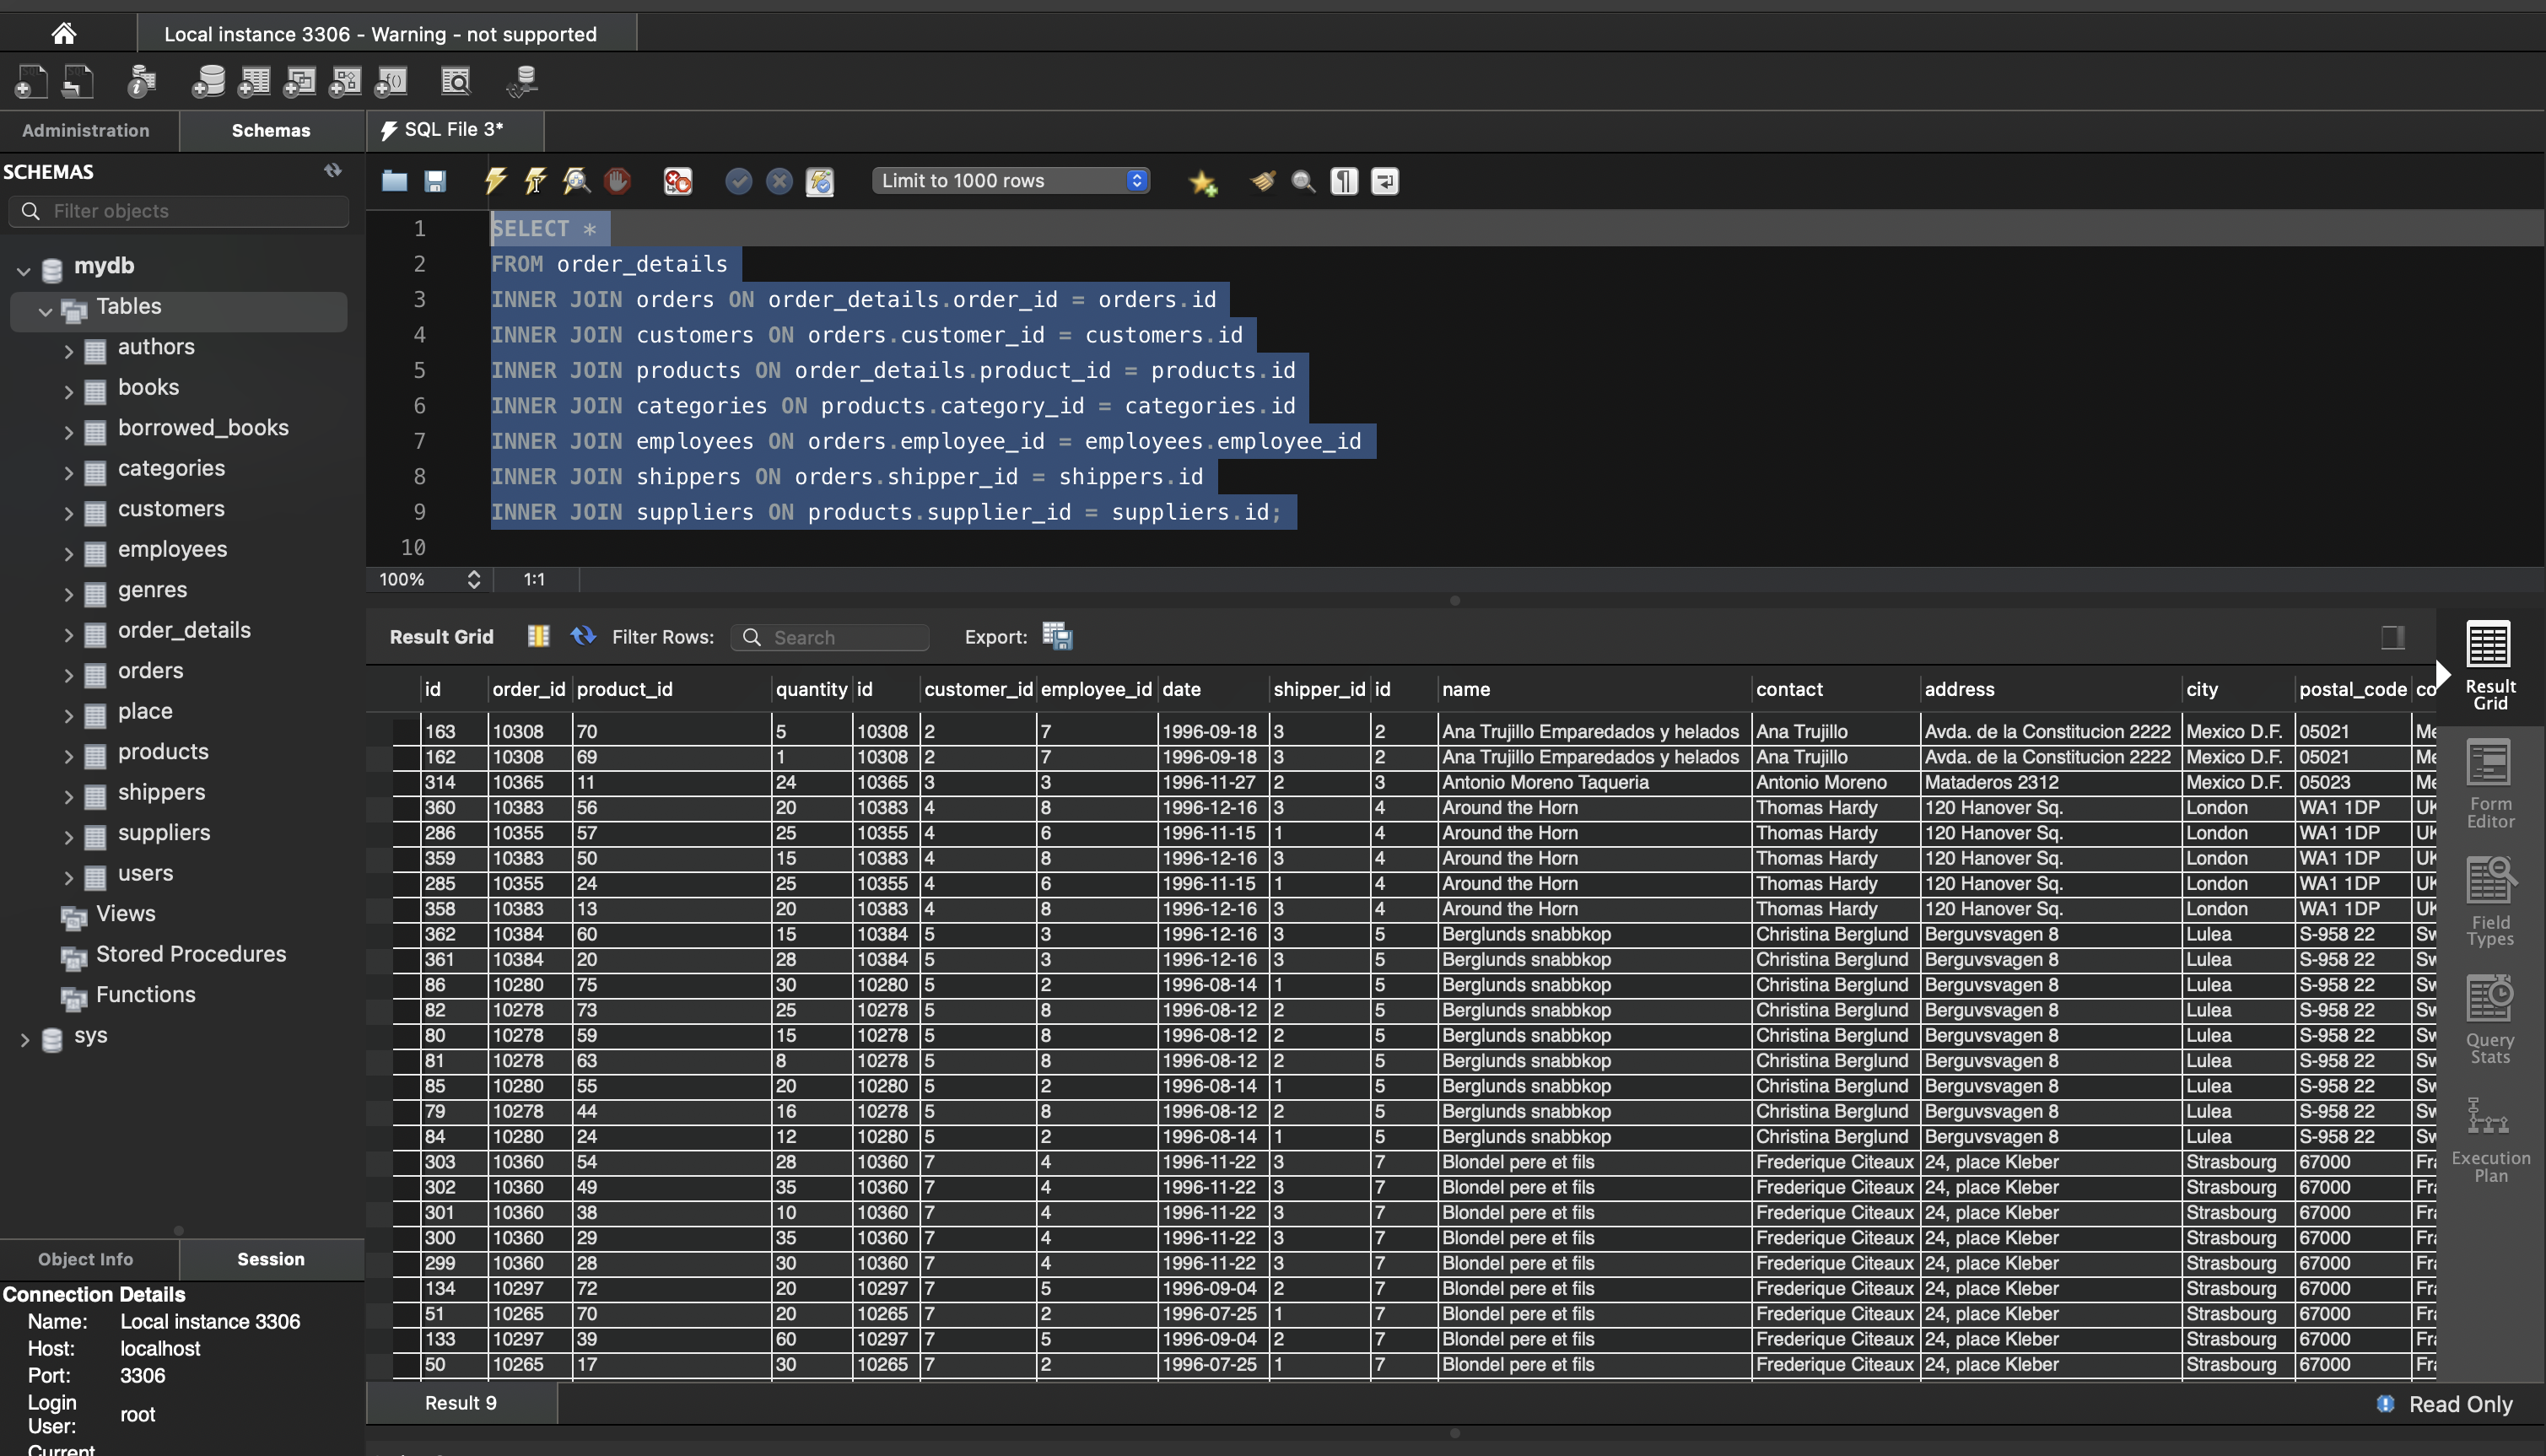 Local instance 3306 - Warning - not supported
Administration
Schemas
SQL File 3*
SCHEMAS
Filter objects
mydb
Tables
authors
books
borrowed_books
categories
customers
employees
genres
order_details
orders
place
products
shippers
suppliers
users
Views
Stored Procedures
Functions
sys
Object Info
Session
Connection Details
Name: Local instance 3306
Host: localhost
Port: 3306
Login
User: root
Current
Limit to 1000 rows
1 SELECT *
2 FROM order_details
3 INNER JOIN orders ON order_details.order_id = orders.id
4 INNER JOIN customers ON orders.customer_id = customers.id
5 INNER JOIN products ON order_details.product_id = products.id
6 INNER JOIN categories ON products.category_id = categories.id
7 INNER JOIN employees ON orders.employee_id = employees.employee_id
8 INNER JOIN shippers ON orders.shipper_id = shippers.id
9 INNER JOIN suppliers ON products.supplier_id = suppliers.id;
10
100% 1:1
Result Grid Filter Rows: Search Export:
id order_id product_id quantity id customer_id employee_id date shipper_id id name contact address city postal_code co
163 10308 70 5 10308 2 7 1996-09-18 3 2 Ana Trujillo Emparedados y helados Ana Trujillo Avda. de la Constitucion 2222 Mexico D.F. 05021 Me
162 10308 69 1 10308 2 7 1996-09-18 3 2 Ana Trujillo Emparedados y helados Ana Trujillo Avda. de la Constitucion 2222 Mexico D.F. 05021 Me
314 10365 11 24 10365 3 3 1996-11-27 2 3 Antonio Moreno Taqueria Antonio Moreno Mataderos 2312 Mexico D.F. 05023 Me
360 10383 56 20 10383 4 8 1996-12-16 3 4 Around the Horn Thomas Hardy 120 Hanover Sq. London WA1 1DP UK
286 10355 57 25 10355 4 6 1996-11-15 1 4 Around the Horn Thomas Hardy 120 Hanover Sq. London WA1 1DP UK
359 10383 50 15 10383 4 8 1996-12-16 3 4 Around the Horn Thomas Hardy 120 Hanover Sq. London WA1 1DP UK
285 10355 24 25 10355 4 6 1996-11-15 1 4 Around the Horn Thomas Hardy 120 Hanover Sq. London WA1 1DP UK
358 10383 13 20 10383 4 8 1996-12-16 3 4 Around the Horn Thomas Hardy 120 Hanover Sq. London WA1 1DP UK
362 10384 60 15 10384 5 3 1996-12-16 3 5 Berglunds snabbkop Christina Berglund Berguvsvagen 8 Lulea S-958 22 Sw
361 10384 20 28 10384 5 3 1996-12-16 3 5 Berglunds snabbkop Christina Berglund Berguvsvagen 8 Lulea S-958 22 Sw
86 10280 75 30 10280 5 2 1996-08-14 1 5 Berglunds snabbkop Christina Berglund Berguvsvagen 8 Lulea S-958 22 Sw
82 10278 73 25 10278 5 8 1996-08-12 2 5 Berglunds snabbkop Christina Berglund Berguvsvagen 8 Lulea S-958 22 Sw
80 10278 59 15 10278 5 8 1996-08-12 2 5 Berglunds snabbkop Christina Berglund Berguvsvagen 8 Lulea S-958 22 Sw
81 10278 63 8 10278 5 8 1996-08-12 2 5 Berglunds snabbkop Christina Berglund Berguvsvagen 8 Lulea S-958 22 Sw
85 10280 55 20 10280 5 2 1996-08-14 1 5 Berglunds snabbkop Christina Berglund Berguvsvagen 8 Lulea S-958 22 Sw
79 10278 44 16 10278 5 8 1996-08-12 2 5 Berglunds snabbkop Christina Berglund Berguvsvagen 8 Lulea S-958 22 Sw
84 10280 24 12 10280 5 2 1996-08-14 1 5 Berglunds snabbkop Christina Berglund Berguvsvagen 8 Lulea S-958 22 Sw
303 10360 54 28 10360 7 4 1996-11-22 3 7 Blondel pere et fils Frederique Citeaux 24, place Kleber Strasbourg 67000 Fra
302 10360 49 35 10360 7 4 1996-11-22 3 7 Blondel pere et fils Frederique Citeaux 24, place Kleber Strasbourg 67000 Fra
301 10360 38 10 10360 7 4 1996-11-22 3 7 Blondel pere et fils Frederique Citeaux 24, place Kleber Strasbourg 67000 Fra
300 10360 29 35 10360 7 4 1996-11-22 3 7 Blondel pere et fils Frederique Citeaux 24, place Kleber Strasbourg 67000 Fra
299 10360 28 30 10360 7 4 1996-11-22 3 7 Blondel pere et fils Frederique Citeaux 24, place Kleber Strasbourg 67000 Fra
134 10297 72 20 10297 7 5 1996-09-04 2 7 Blondel pere et fils Frederique Citeaux 24, place Kleber Strasbourg 67000 Fra
51 10265 70 20 10265 7 2 1996-07-25 1 7 Blondel pere et fils Frederique Citeaux 24, place Kleber Strasbourg 67000 Fra
133 10297 39 60 10297 7 5 1996-09-04 2 7 Blondel pere et fils Frederique Citeaux 24, place Kleber Strasbourg 67000 Fra
50 10265 17 30 10265 7 2 1996-07-25 1 7 Blondel pere et fils Frederique Citeaux 24, place Kleber Strasbourg 67000 Fra
Result 9
Read Only
Result
Grid
Form
Editor
Field
Types
Query
Stats
Execution
Plan